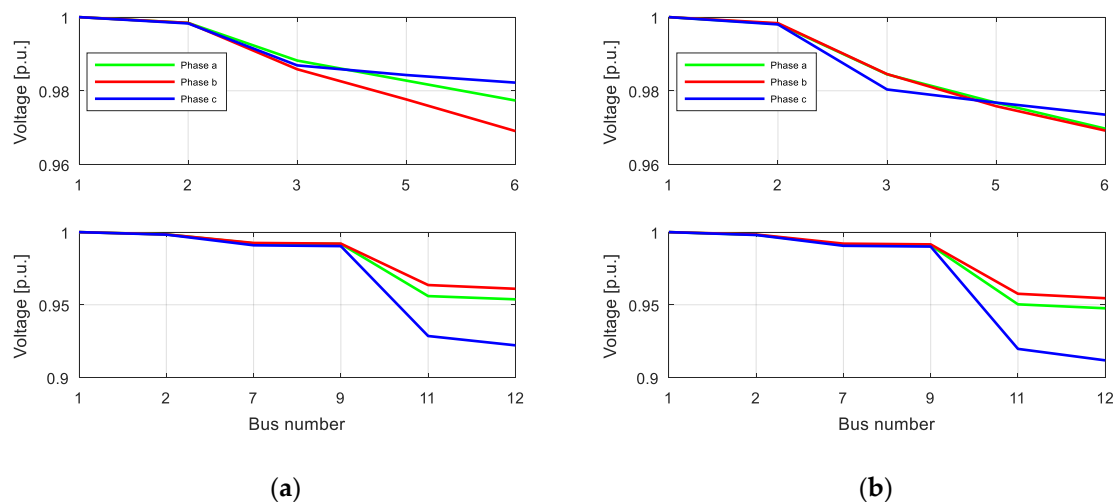 1
0.98
0.96
Voltage [p.u.]
Phase a
Phase b
Phase c
1 2 3 5 6
1
0.95
0.9
Voltage [p.u.]
1 2 7 9 11 12
Bus number
(a)
1
0.98
0.96
Voltage [p.u.]
Phase a
Phase b
Phase c
1 2 3 5 6
1
0.95
0.9
Voltage [p.u.]
1 2 7 9 11 12
Bus number
(b)